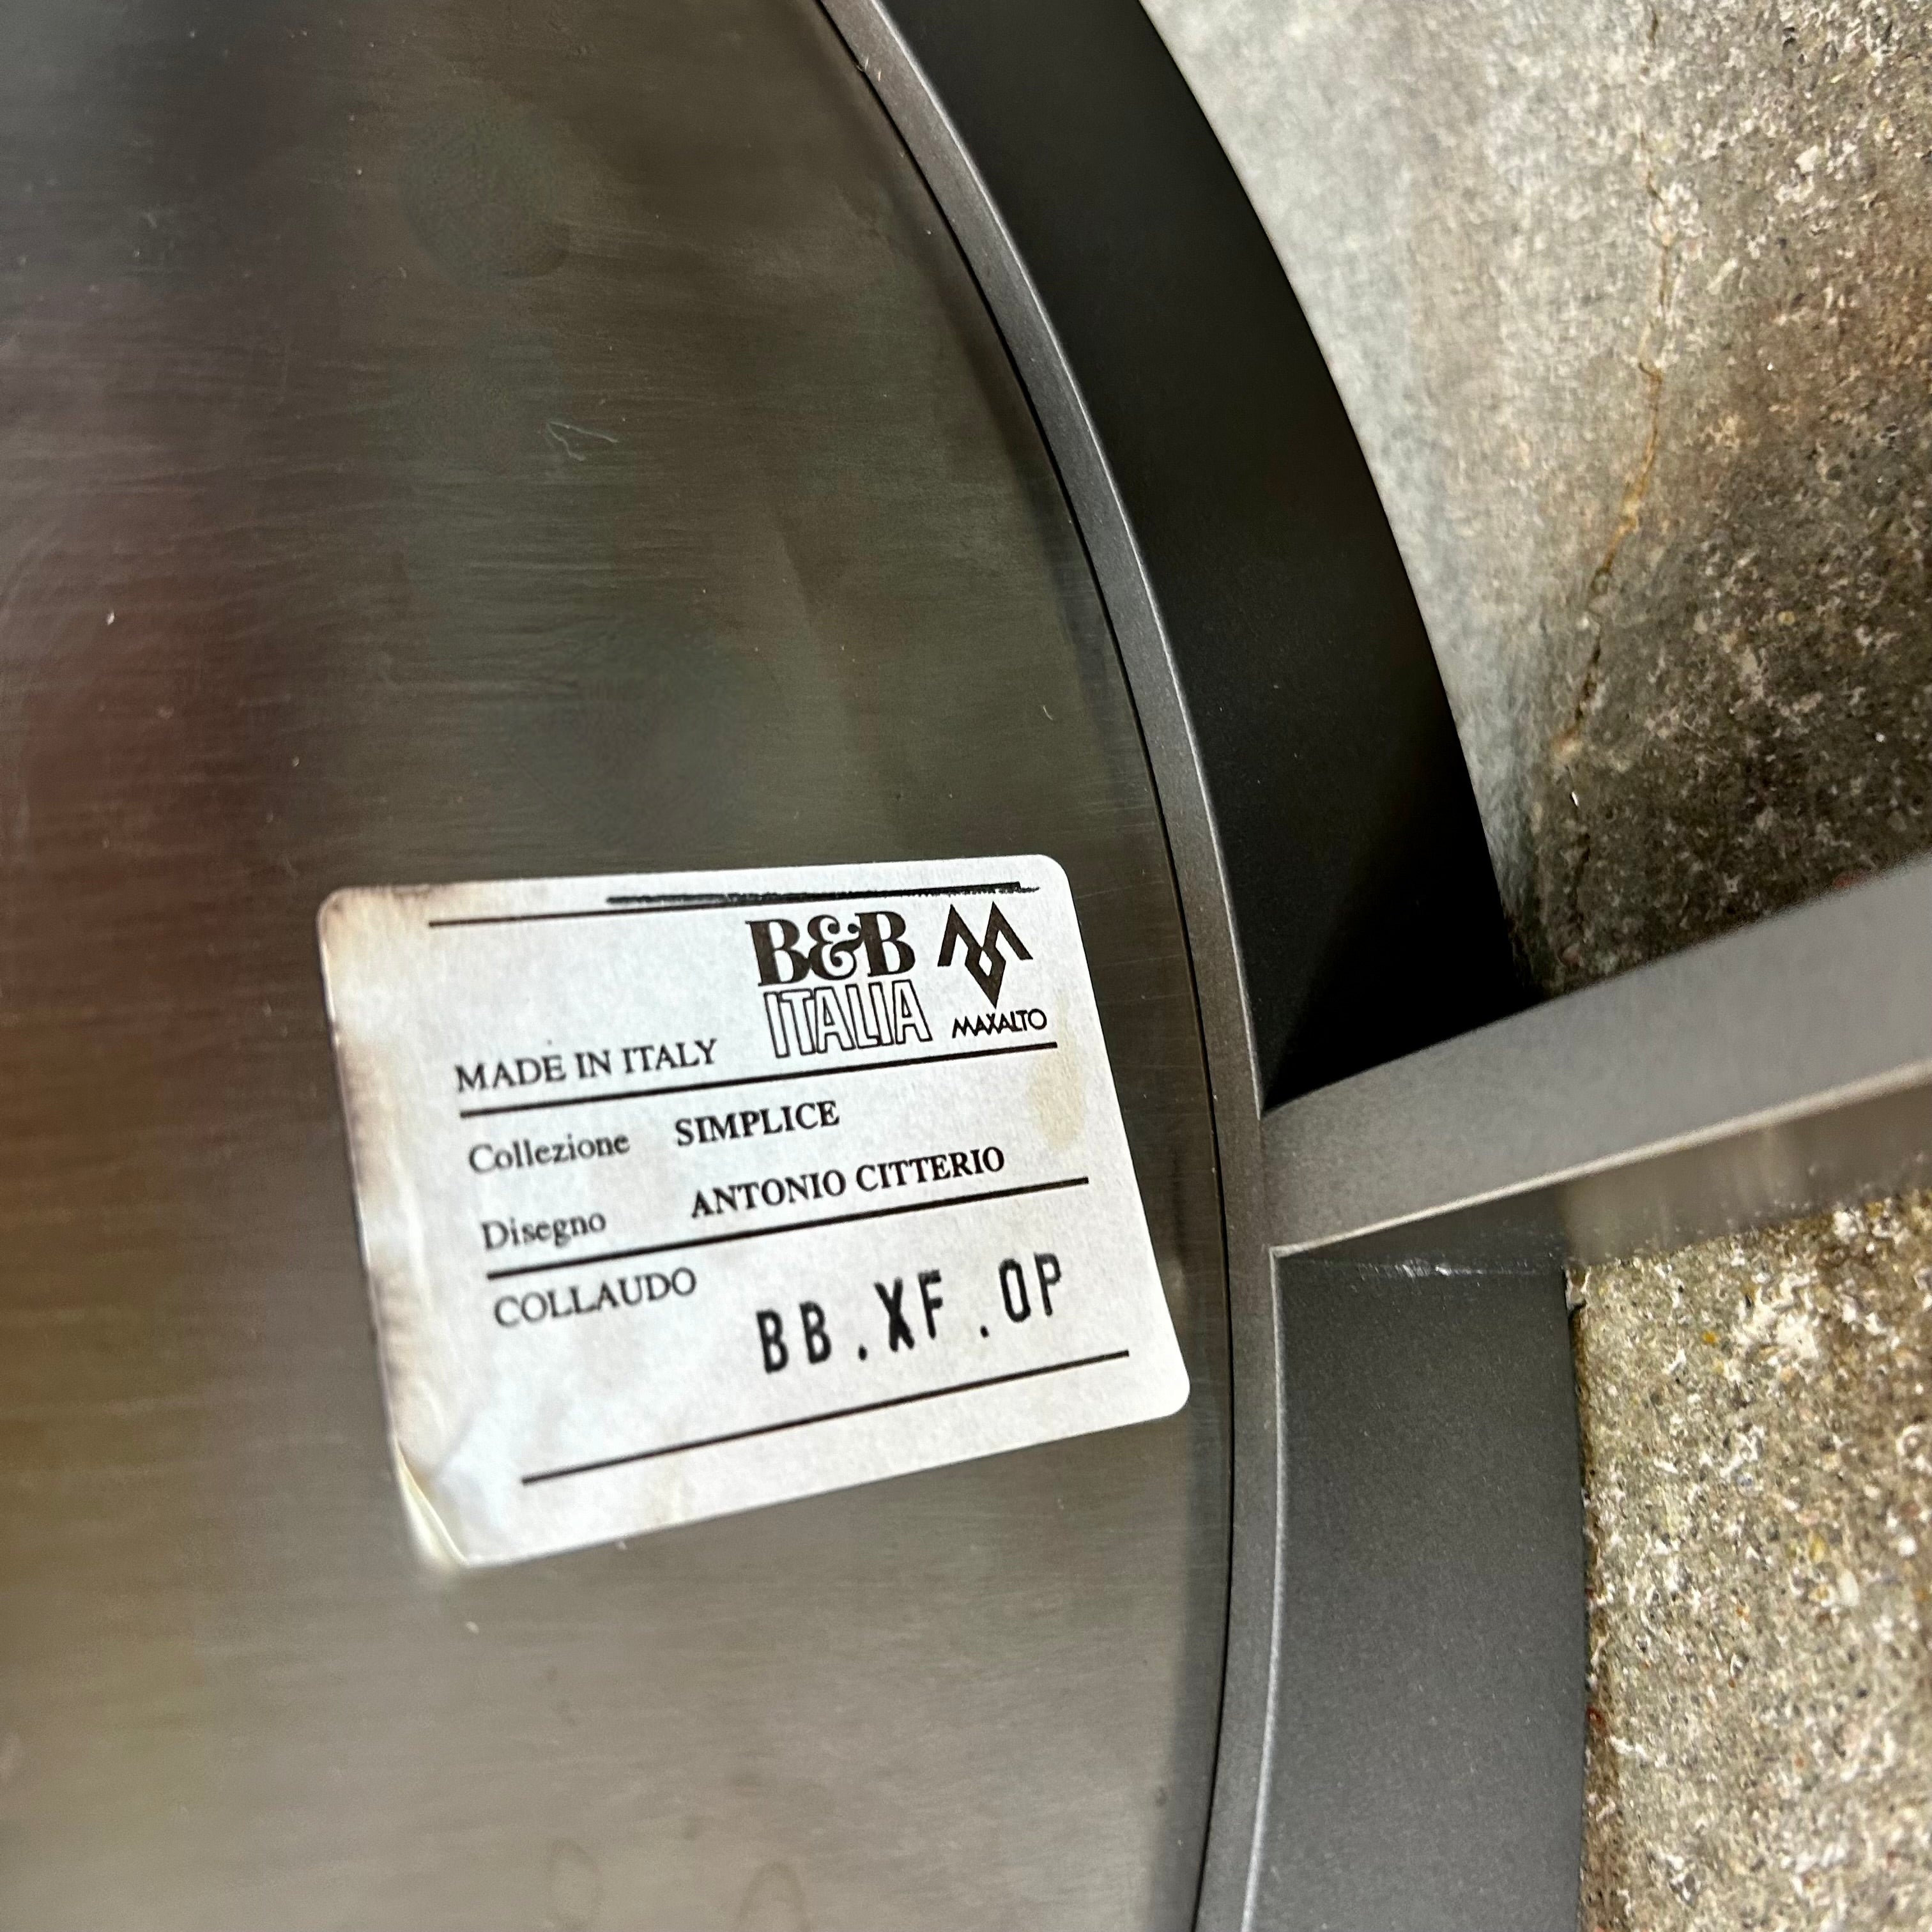 B&B
ITALIA
MAXALTO
MADE IN ITALY
Collezione SIMPLICE
Disegno ANTONIO CITTERIO
COLLAUDO
BB.XF.OP